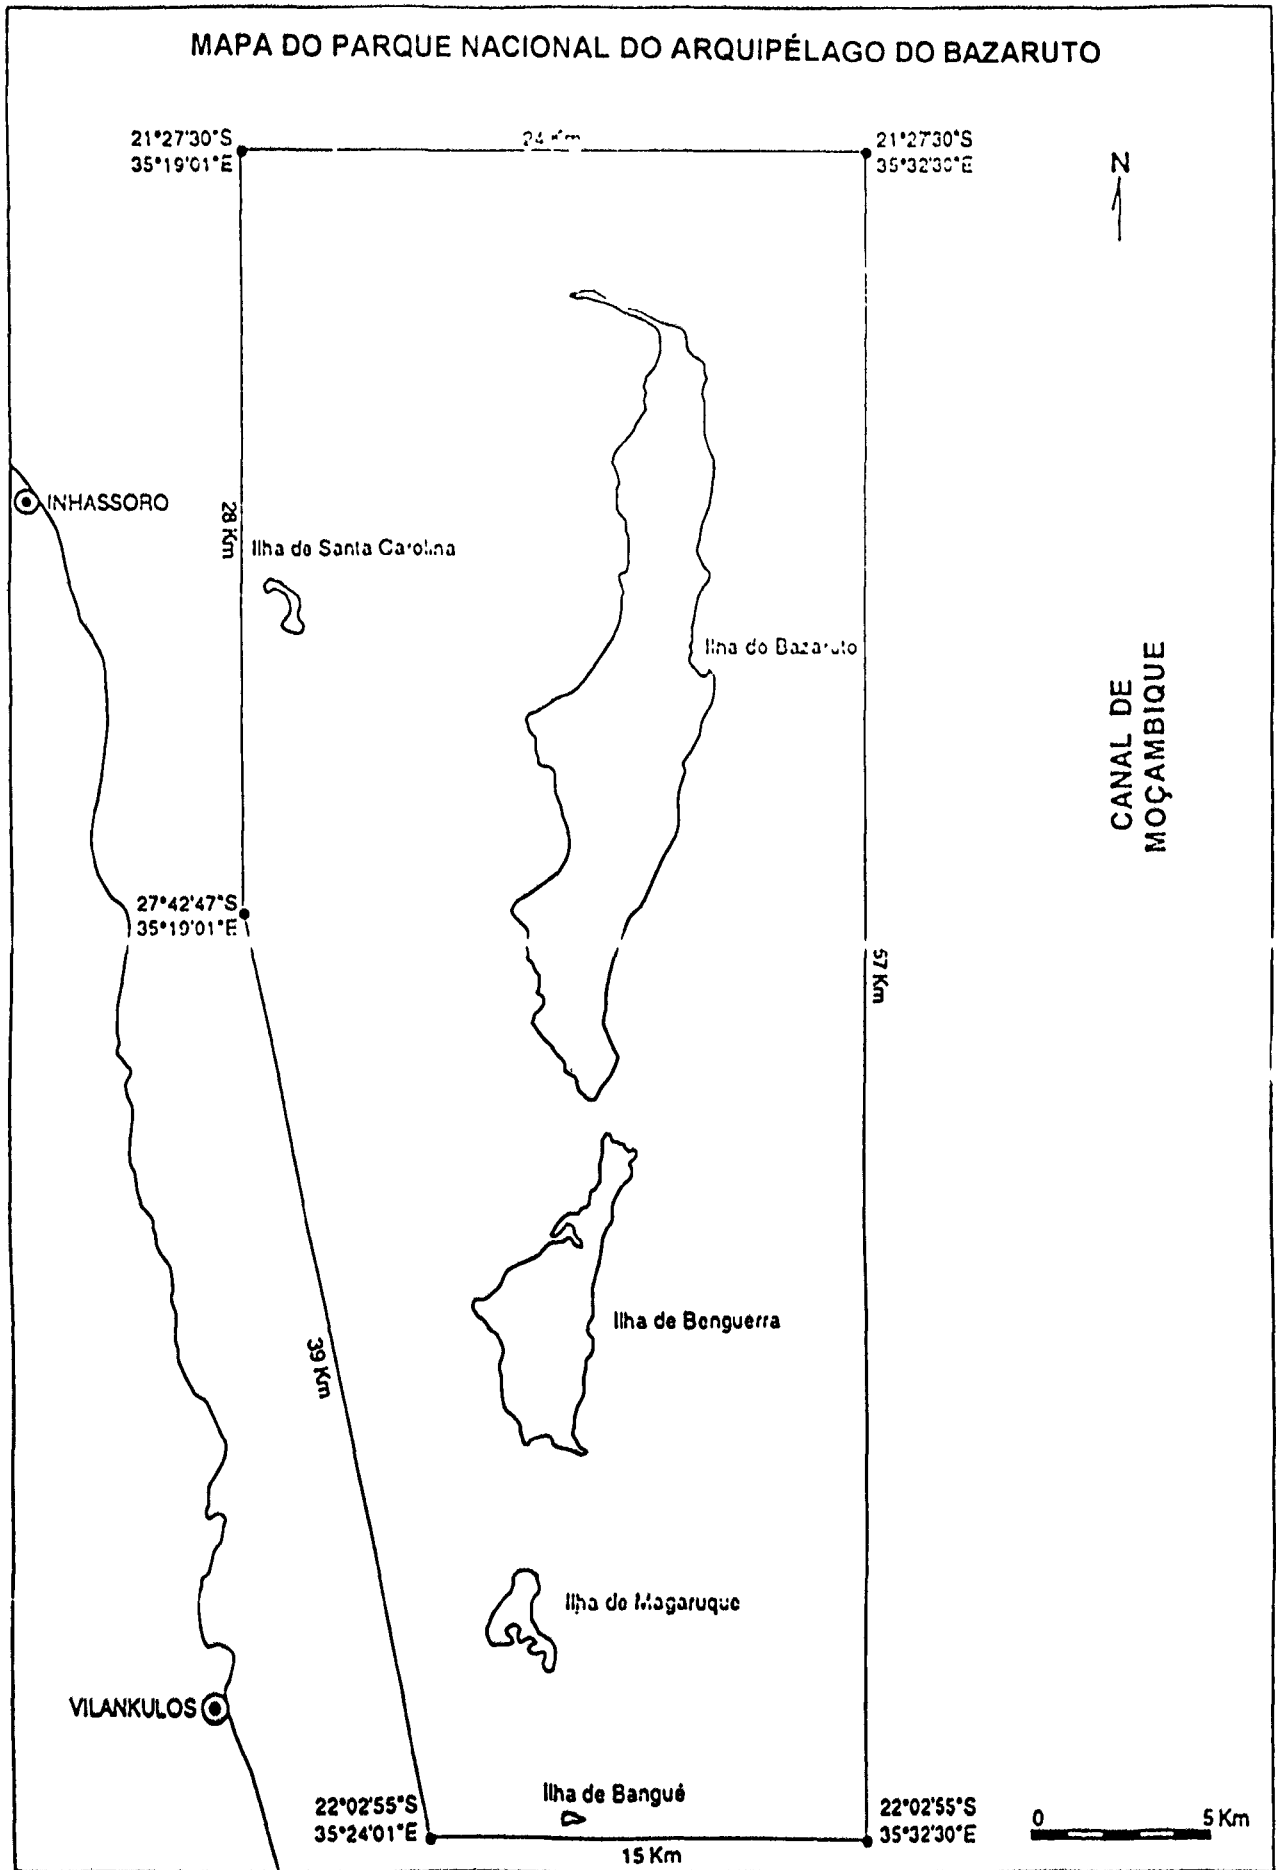 MAPA DO PARQUE NACIONAL DO ARQUIPÉLAGO DO BAZARUTO
21°27'30"S
35°19'01"E
24 Km
21°27'30"S
35°32'30"E
N
INHASSORO
28 Km
Ilha de Santa Carolina
Ilha do Bazaruto
CANAL DE
MOÇAMBIQUE
27°42'47"S
35°19'01"E
57 Km
Ilha de Benguerra
39 Km
Ilha de Magaruque
VILANKULOS
Ilha de Bangué
22°02'55"S
35°24'01"E
22°02'55"S
35°32'30"E
15 Km
0 5 Km